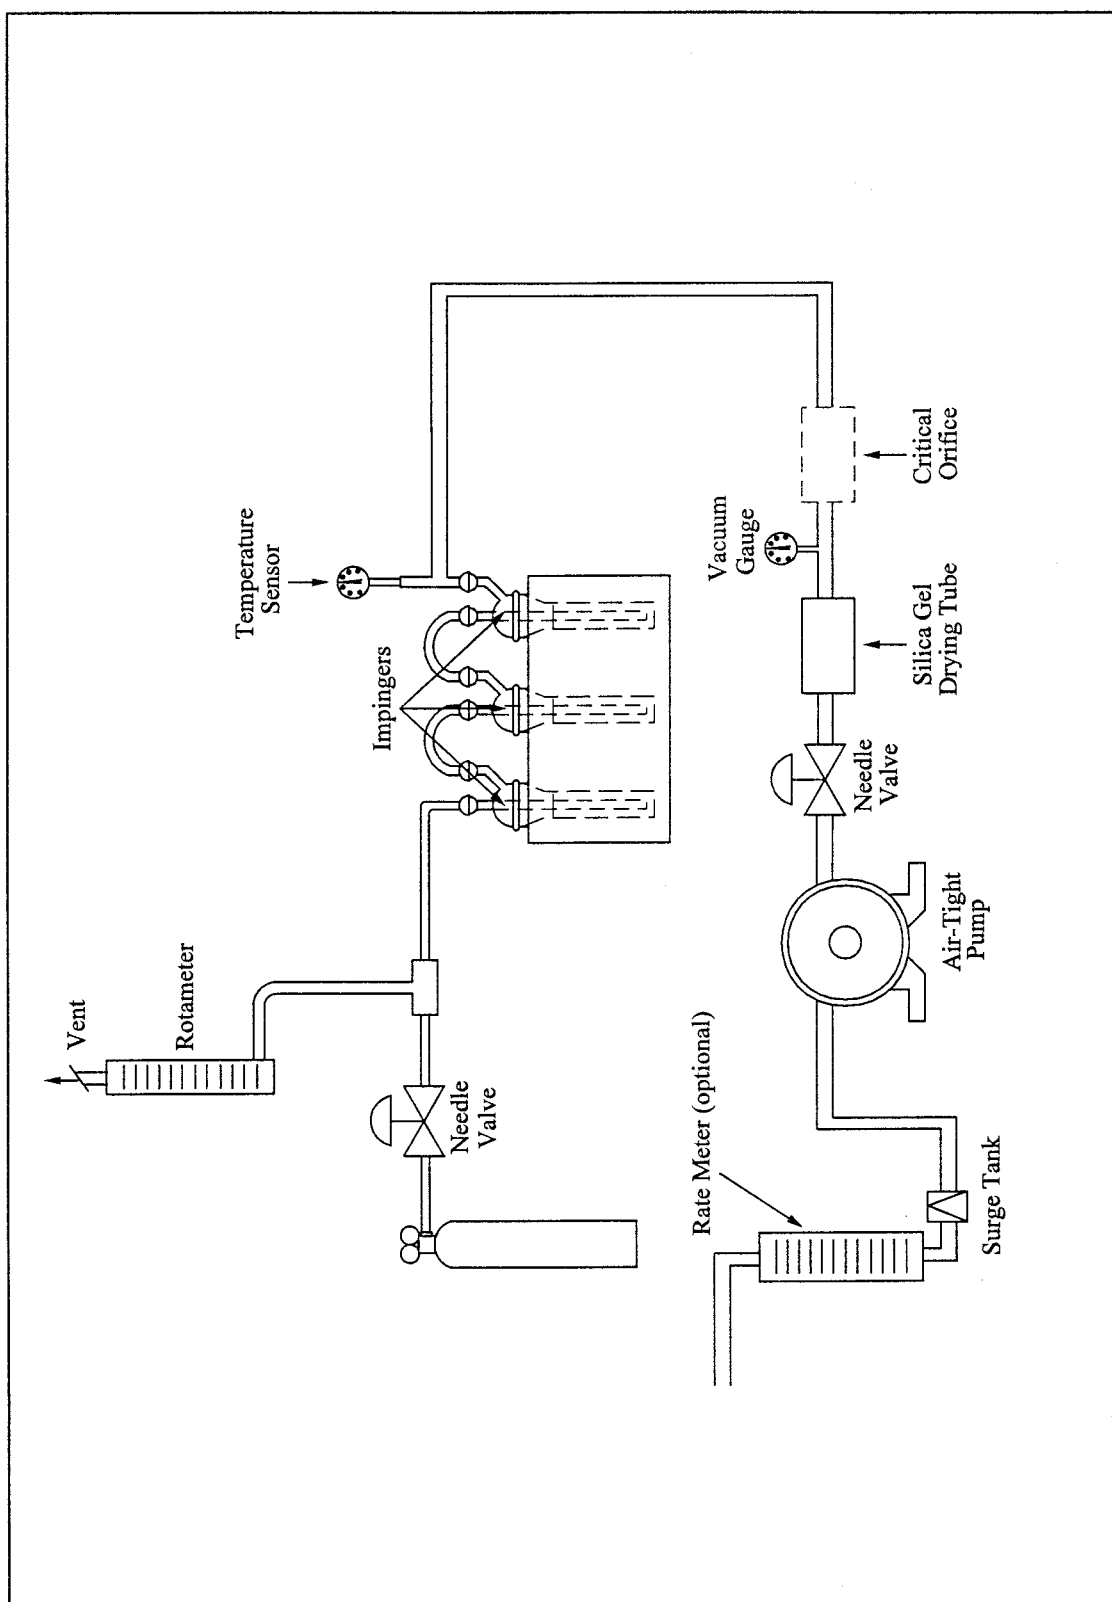 Vent
Rotameter
Needle
Valve
Temperature
Sensor
Impingers
Rate Meter (optional)
Surge Tank
Air-Tight
Pump
Needle
Valve
Vacuum
Gauge
Silica Gel
Drying Tube
Critical
Orifice